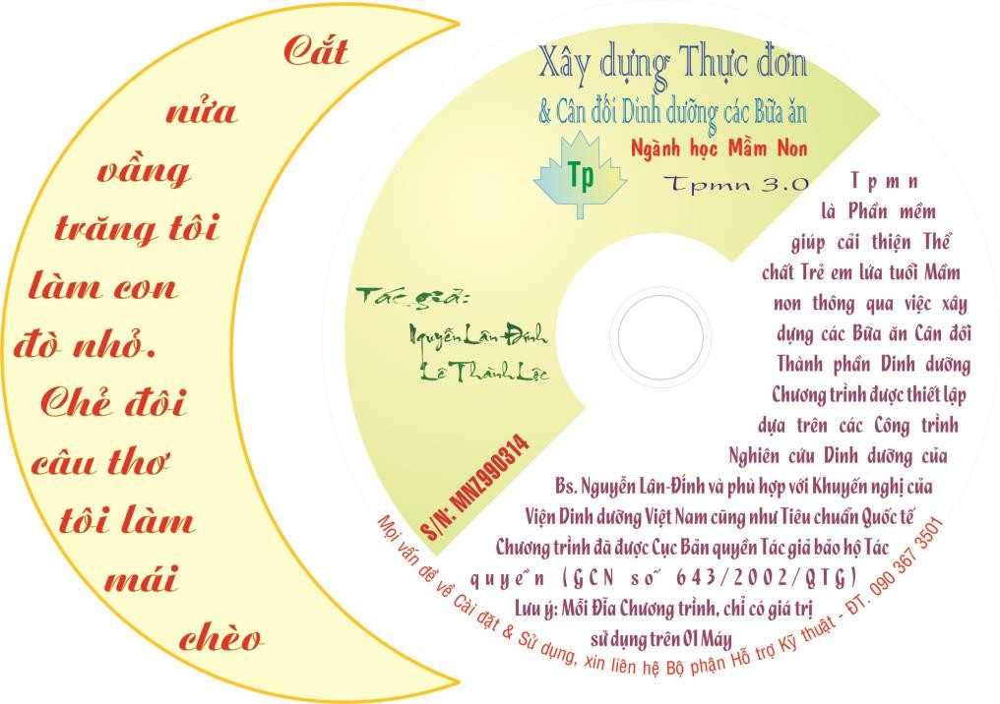 Cắt
nửa
vầng
trăng tôi
làm con
đò nhỏ.
Chẻ đôi
câu thơ
tôi làm
mái
chèo
Xây dựng Thực đơn
& Cân đối Dinh dưỡng các Bữa ăn
Ngành học Mầm Non
Tp
Tpmn 3.0
Tác giả:
Nguyễn Lân-Đính
Lê Thành Lộc
S/N: MNZ990314
Tpmn
là Phần mềm
giúp cải thiện Thể
chất Trẻ em lứa tuổi Mầm
non thông qua việc xây
dựng các Bữa ăn Cân đối
Thành phần Dinh dưỡng
Chương trình được thiết lập
dựa trên các Công trình
Nghiên cứu Dinh dưỡng của
Bs. Nguyễn Lân-Đính và phù hợp với Khuyến nghị của
Viện Dinh dưỡng Việt Nam cũng như Tiêu chuẩn Quốc tế
Chương trình đã được Cục Bản quyền Tác giả bảo hộ Tác
quyền (GCN số 643/2002/QTG)
Lưu ý: Mỗi Đĩa Chương trình, chỉ có giá trị
sử dụng trên 01 Máy
Mọi vấn đề về Cài đặt & Sử dụng, xin liên hệ Bộ phận Hỗ trợ Kỹ thuật - ĐT. 090 367 3501